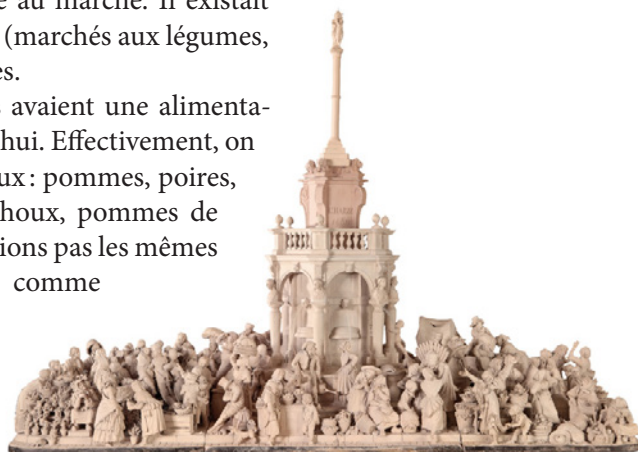 e au marché. Il existait
(marchés aux légumes,
es.
s avaient une alimenta-
hui. Effectivement, on
ux : pommes, poires,
houx, pommes de
ions pas les mêmes
comme